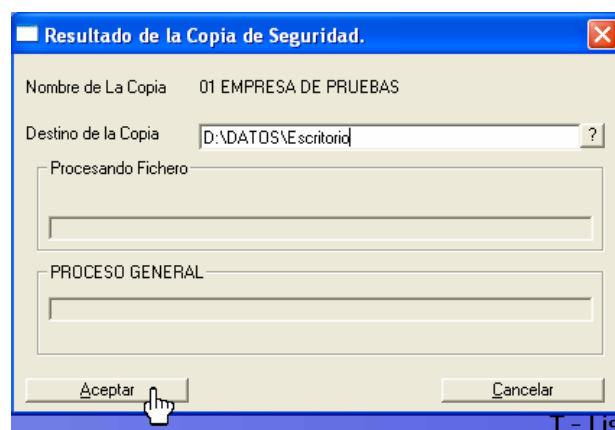 Resultado de la Copia de Seguridad.
Nombre de La Copia 01 EMPRESA DE PRUEBAS
Destino de la Copia D:\DATOS\Escritorio ?
Procesando Fichero
PROCESO GENERAL
Aceptar Cancelar
T - Lis